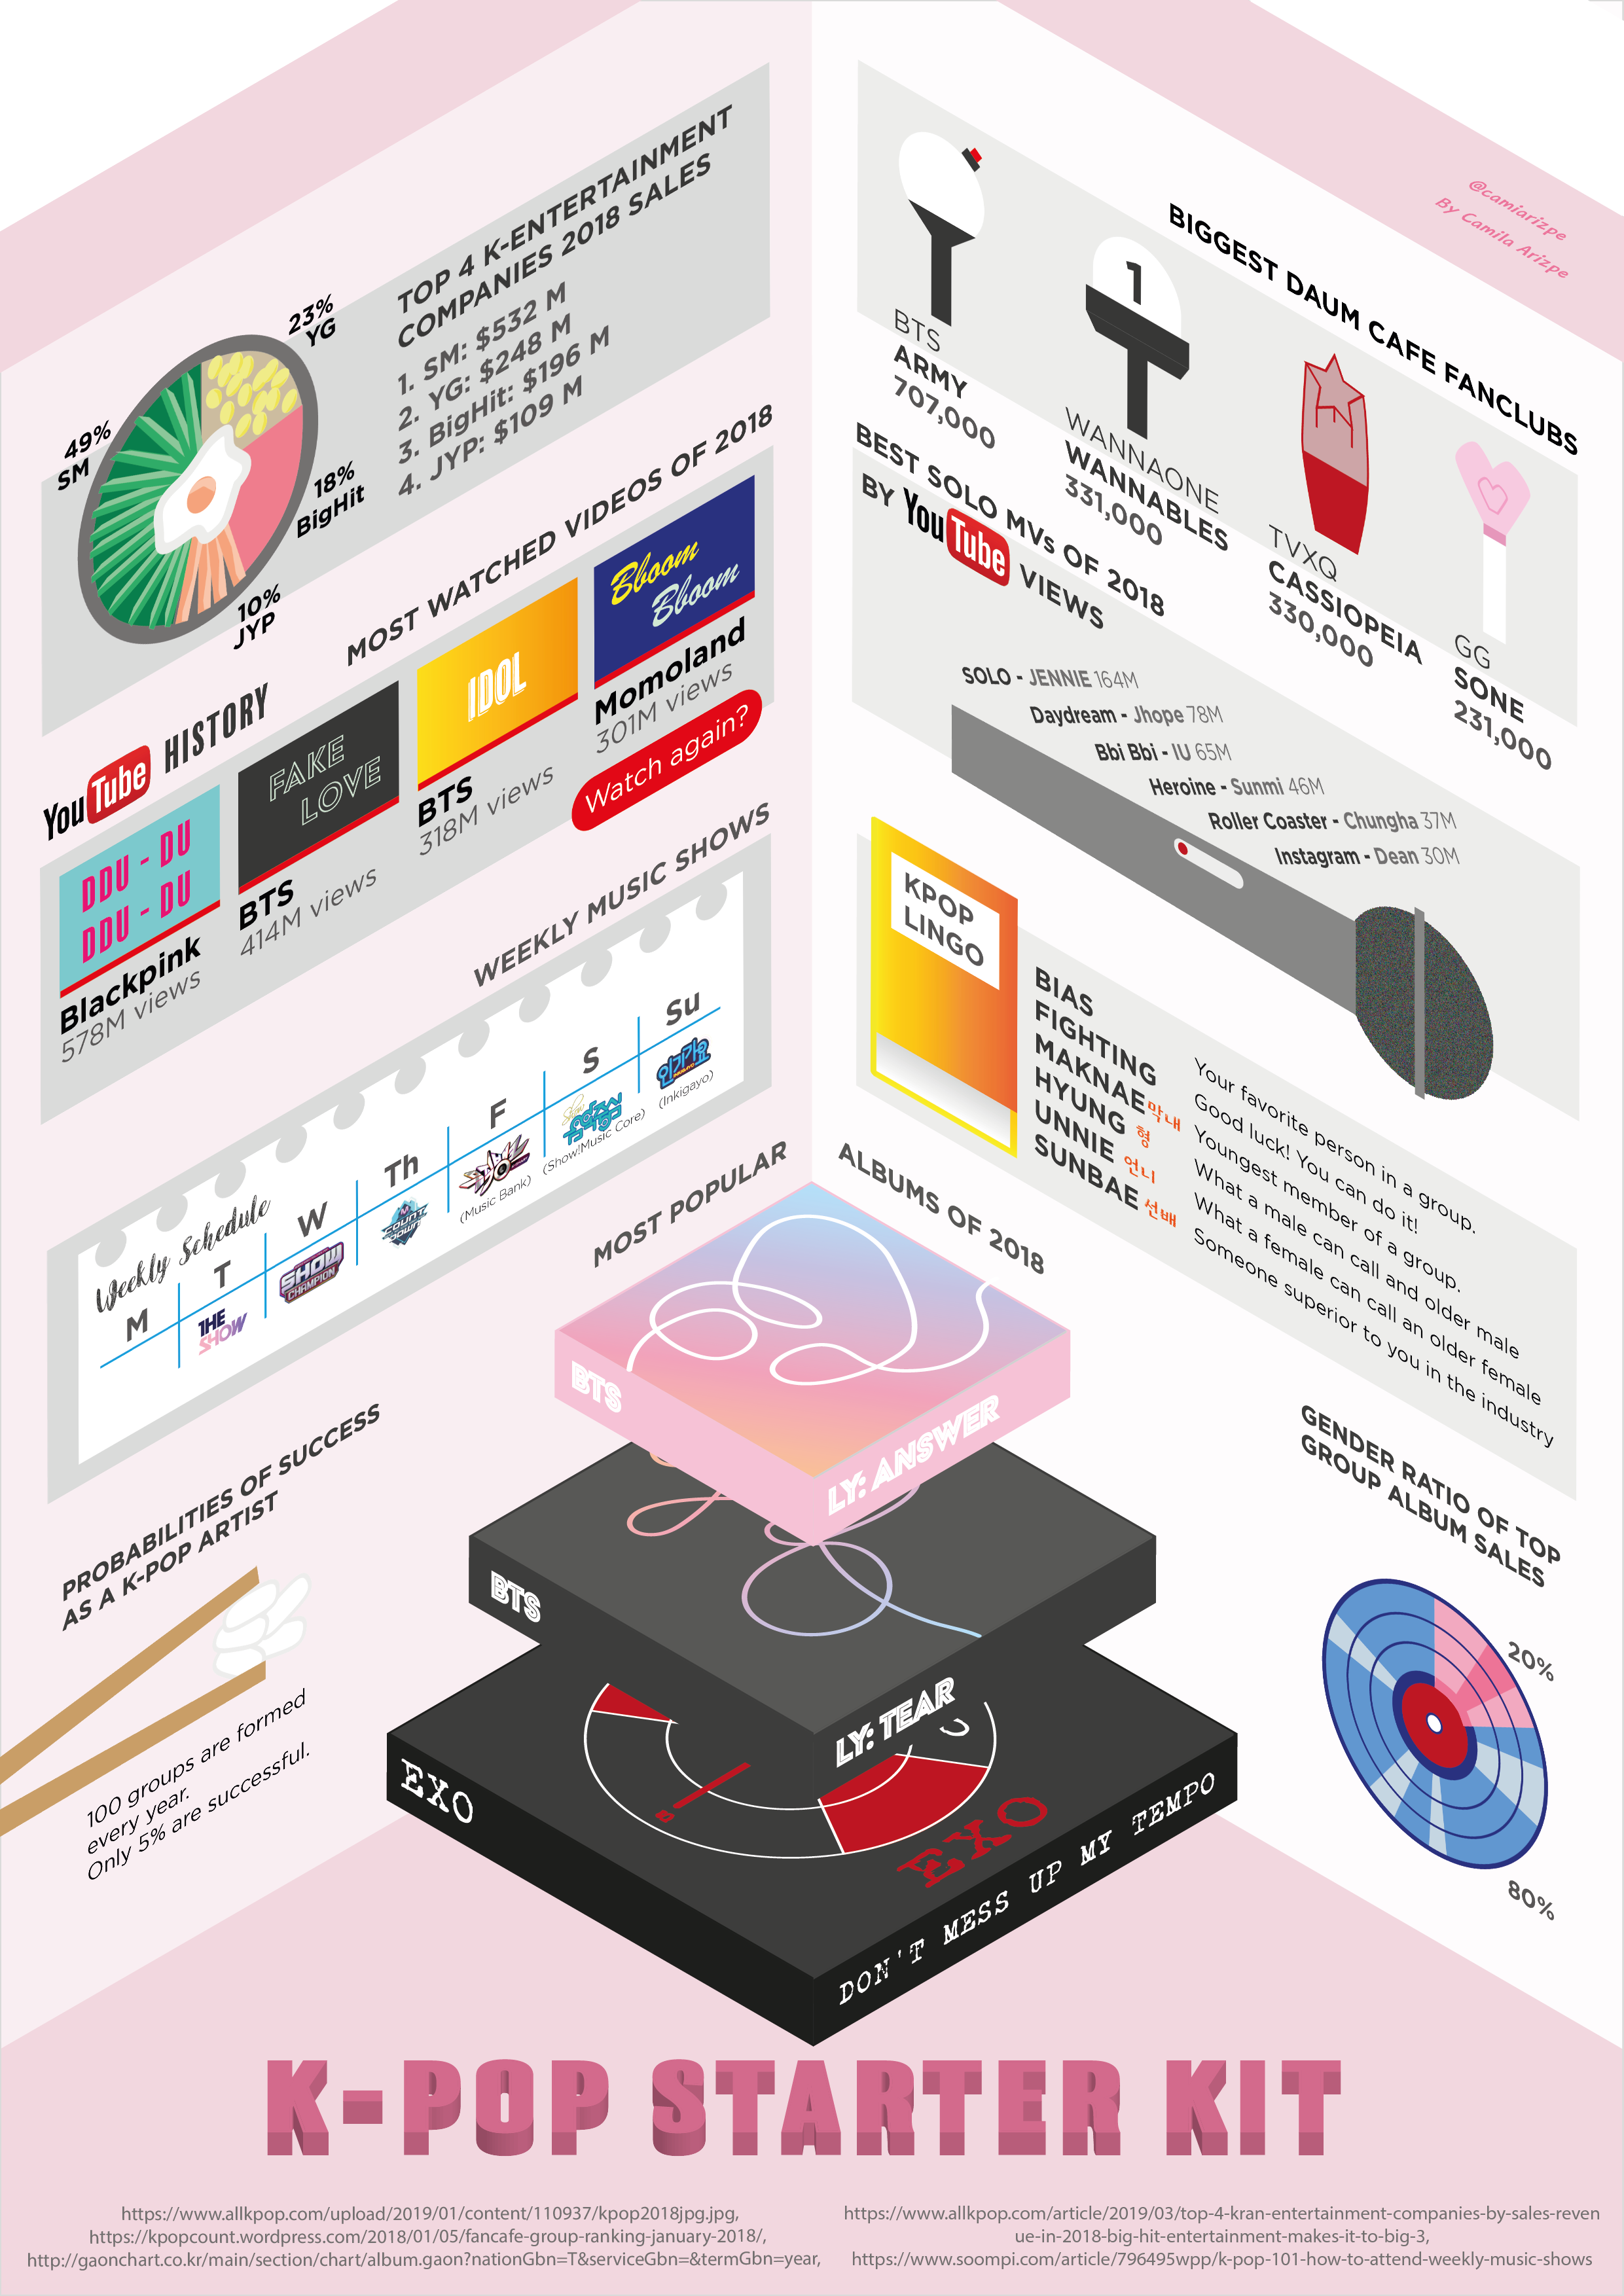 @camiarizpe
By Camila Arizpe
TOP 4 K-ENTERTAINMENT
COMPANIES 2018 SALES
1. SM: $532 M
2. YG: $248 M
3. BigHit: $196 M
4. JYP: $109 M
23%
YG
49%
SM
18%
BigHit
10%
JYP
MOST WATCHED VIDEOS OF 2018
YouTube HISTORY
DDU - DU
DDU - DU
Blackpink
578M views
FAKE
LOVE
BTS
414M views
IDOL
BTS
318M views
Bboom
Bboom
Momoland
301M views
Watch again?
WEEKLY MUSIC SHOWS
Weekly Schedule
M
T
THE
SHOW
W
SHOW
CHAMPION
Th
M
COUNT
DOWN
F
(Music Bank)
S
Show
음악중심
(Show!Music Core)
Su
인기가요
(Inkigayo)
PROBABILITIES OF SUCCESS
AS A K-POP ARTIST
100 groups are formed
every year.
Only 5% are successful.
BIGGEST DAUM CAFE FANCLUBS
BTS
ARMY
707,000
1
WANNAONE
WANNABLES
331,000
TVXQ
CASSIOPEIA
330,000
GG
SONE
231,000
BEST SOLO MVs OF 2018
BY YouTube VIEWS
SOLO - JENNIE 164M
Daydream - Jhope 78M
Bbi Bbi - IU 65M
Heroine - Sunmi 46M
Roller Coaster - Chungha 37M
Instagram - Dean 30M
KPOP
LINGO
BIAS
FIGHTING
MAKNAE 막내
HYUNG 형
UNNIE 언니
SUNBAE 선배
Your favorite person in a group.
Good luck! You can do it!
Youngest member of a group.
What a male can call and older male
What a female can call an older female
Someone superior to you in the industry
MOST POPULAR ALBUMS OF 2018
BTS
LY: ANSWER
BTS
LY: TEAR
EXO
EXO
DON'T MESS UP MY TEMPO
GENDER RATIO OF TOP
GROUP ALBUM SALES
20%
80%
K-POP STARTER KIT
https://www.allkpop.com/upload/2019/01/content/110937/kpop2018jpg.jpg,
https://kpopcount.wordpress.com/2018/01/05/fancafe-group-ranking-january-2018/,
http://gaonchart.co.kr/main/section/chart/album.gaon?nationGbn=T&serviceGbn=&termGbn=year,
https://www.allkpop.com/article/2019/03/top-4-kran-entertainment-companies-by-sales-reven
ue-in-2018-big-hit-entertainment-makes-it-to-big-3,
https://www.soompi.com/article/796495wpp/k-pop-101-how-to-attend-weekly-music-shows